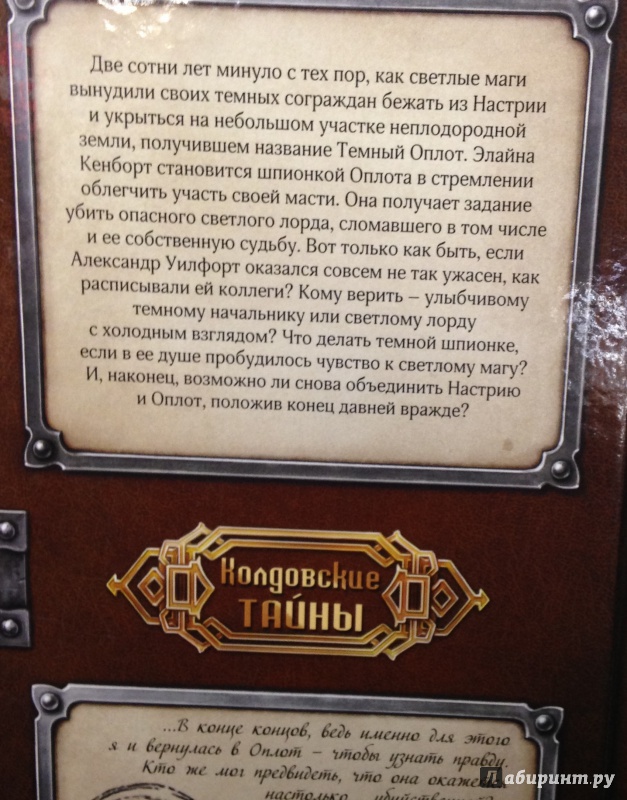 Две сотни лет минуло с тех пор, как светлые маги
вынудили своих темных сограждан бежать из Настрии
и укрыться на небольшом участке неплодородной
земли, получившем название Темный Оплот. Элайна
Кенборт становится шпионкой Оплота в стремлении
облегчить участь своей масти. Она получает задание
убить опасного светлого лорда, сломавшего в том числе
и ее собственную судьбу. Вот только как быть, если
Александр Уилфорт оказался совсем не так ужасен, как
расписывали ей коллеги? Кому верить – улыбчивому
темному начальнику или светлому лорду
с холодным взглядом? Что делать темной шпионке,
если в ее душе пробудилось чувство к светлому магу?
И, наконец, возможно ли снова объединить Настрию
и Оплот, положив конец давней вражде?
Колдовские
ТАЙНЫ
...В конце концов, ведь именно для этого
я и вернулась в Оплот – чтобы узнать правду.
Кто же мог предвидеть, что она
настолько
Лабиринт.ру